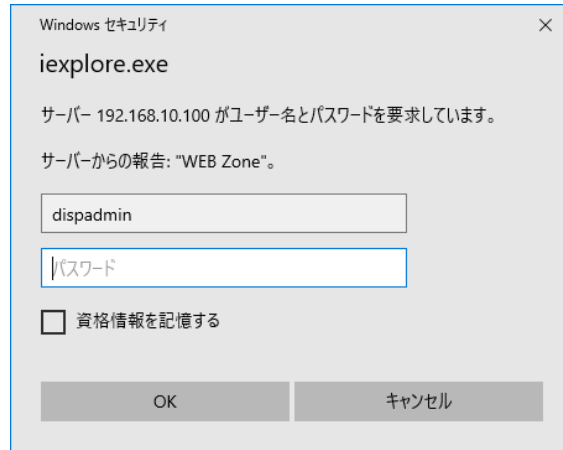 Windows セキュリティ
iexplore.exe
サーバー 192.168.10.100 がユーザー名とパスワードを要求しています。
サーバーからの報告: "WEB Zone"。
dispadmin
パスワード
資格情報を記憶する
OK
キャンセル